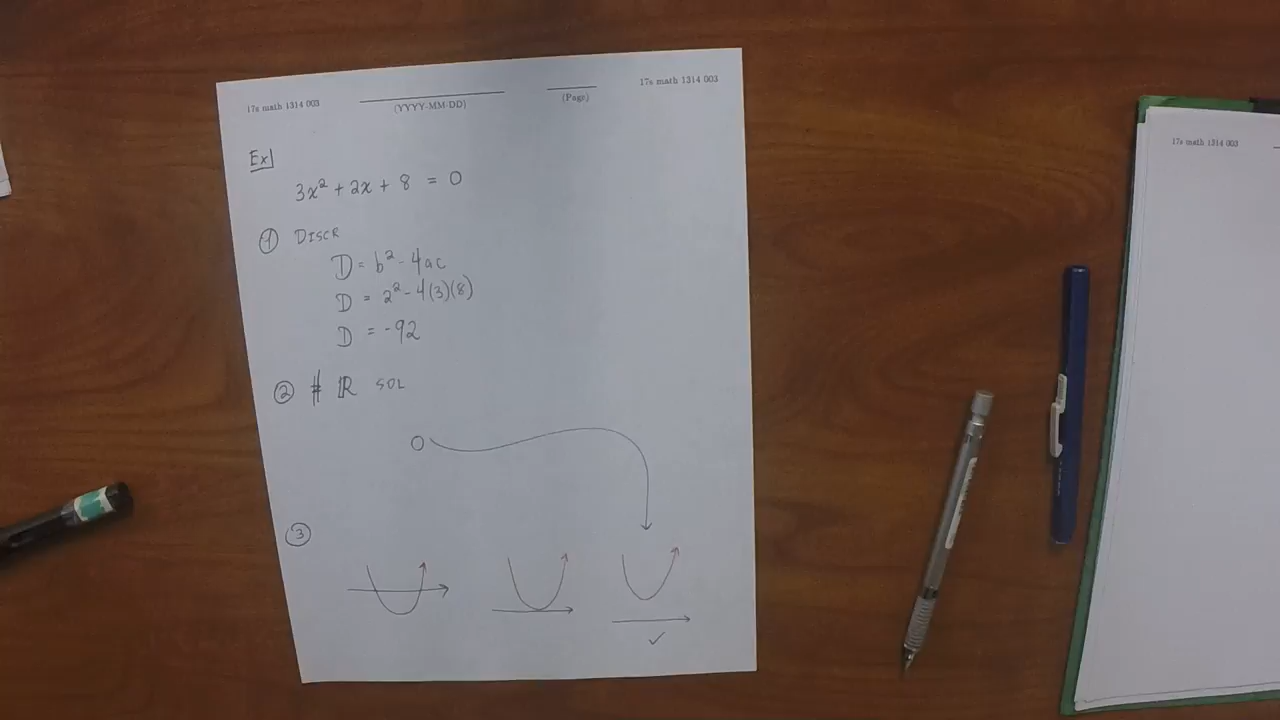 17s math 1314 003
(YYYY-MM-DD)
(Page)
17s math 1314 003
Ex
3x² + 2x + 8 = 0
① DISCR
D = b² - 4ac
D = 2² - 4(3)(8)
D = -92
② # ℝ SOL
0
③
✓
17s math 1314 003